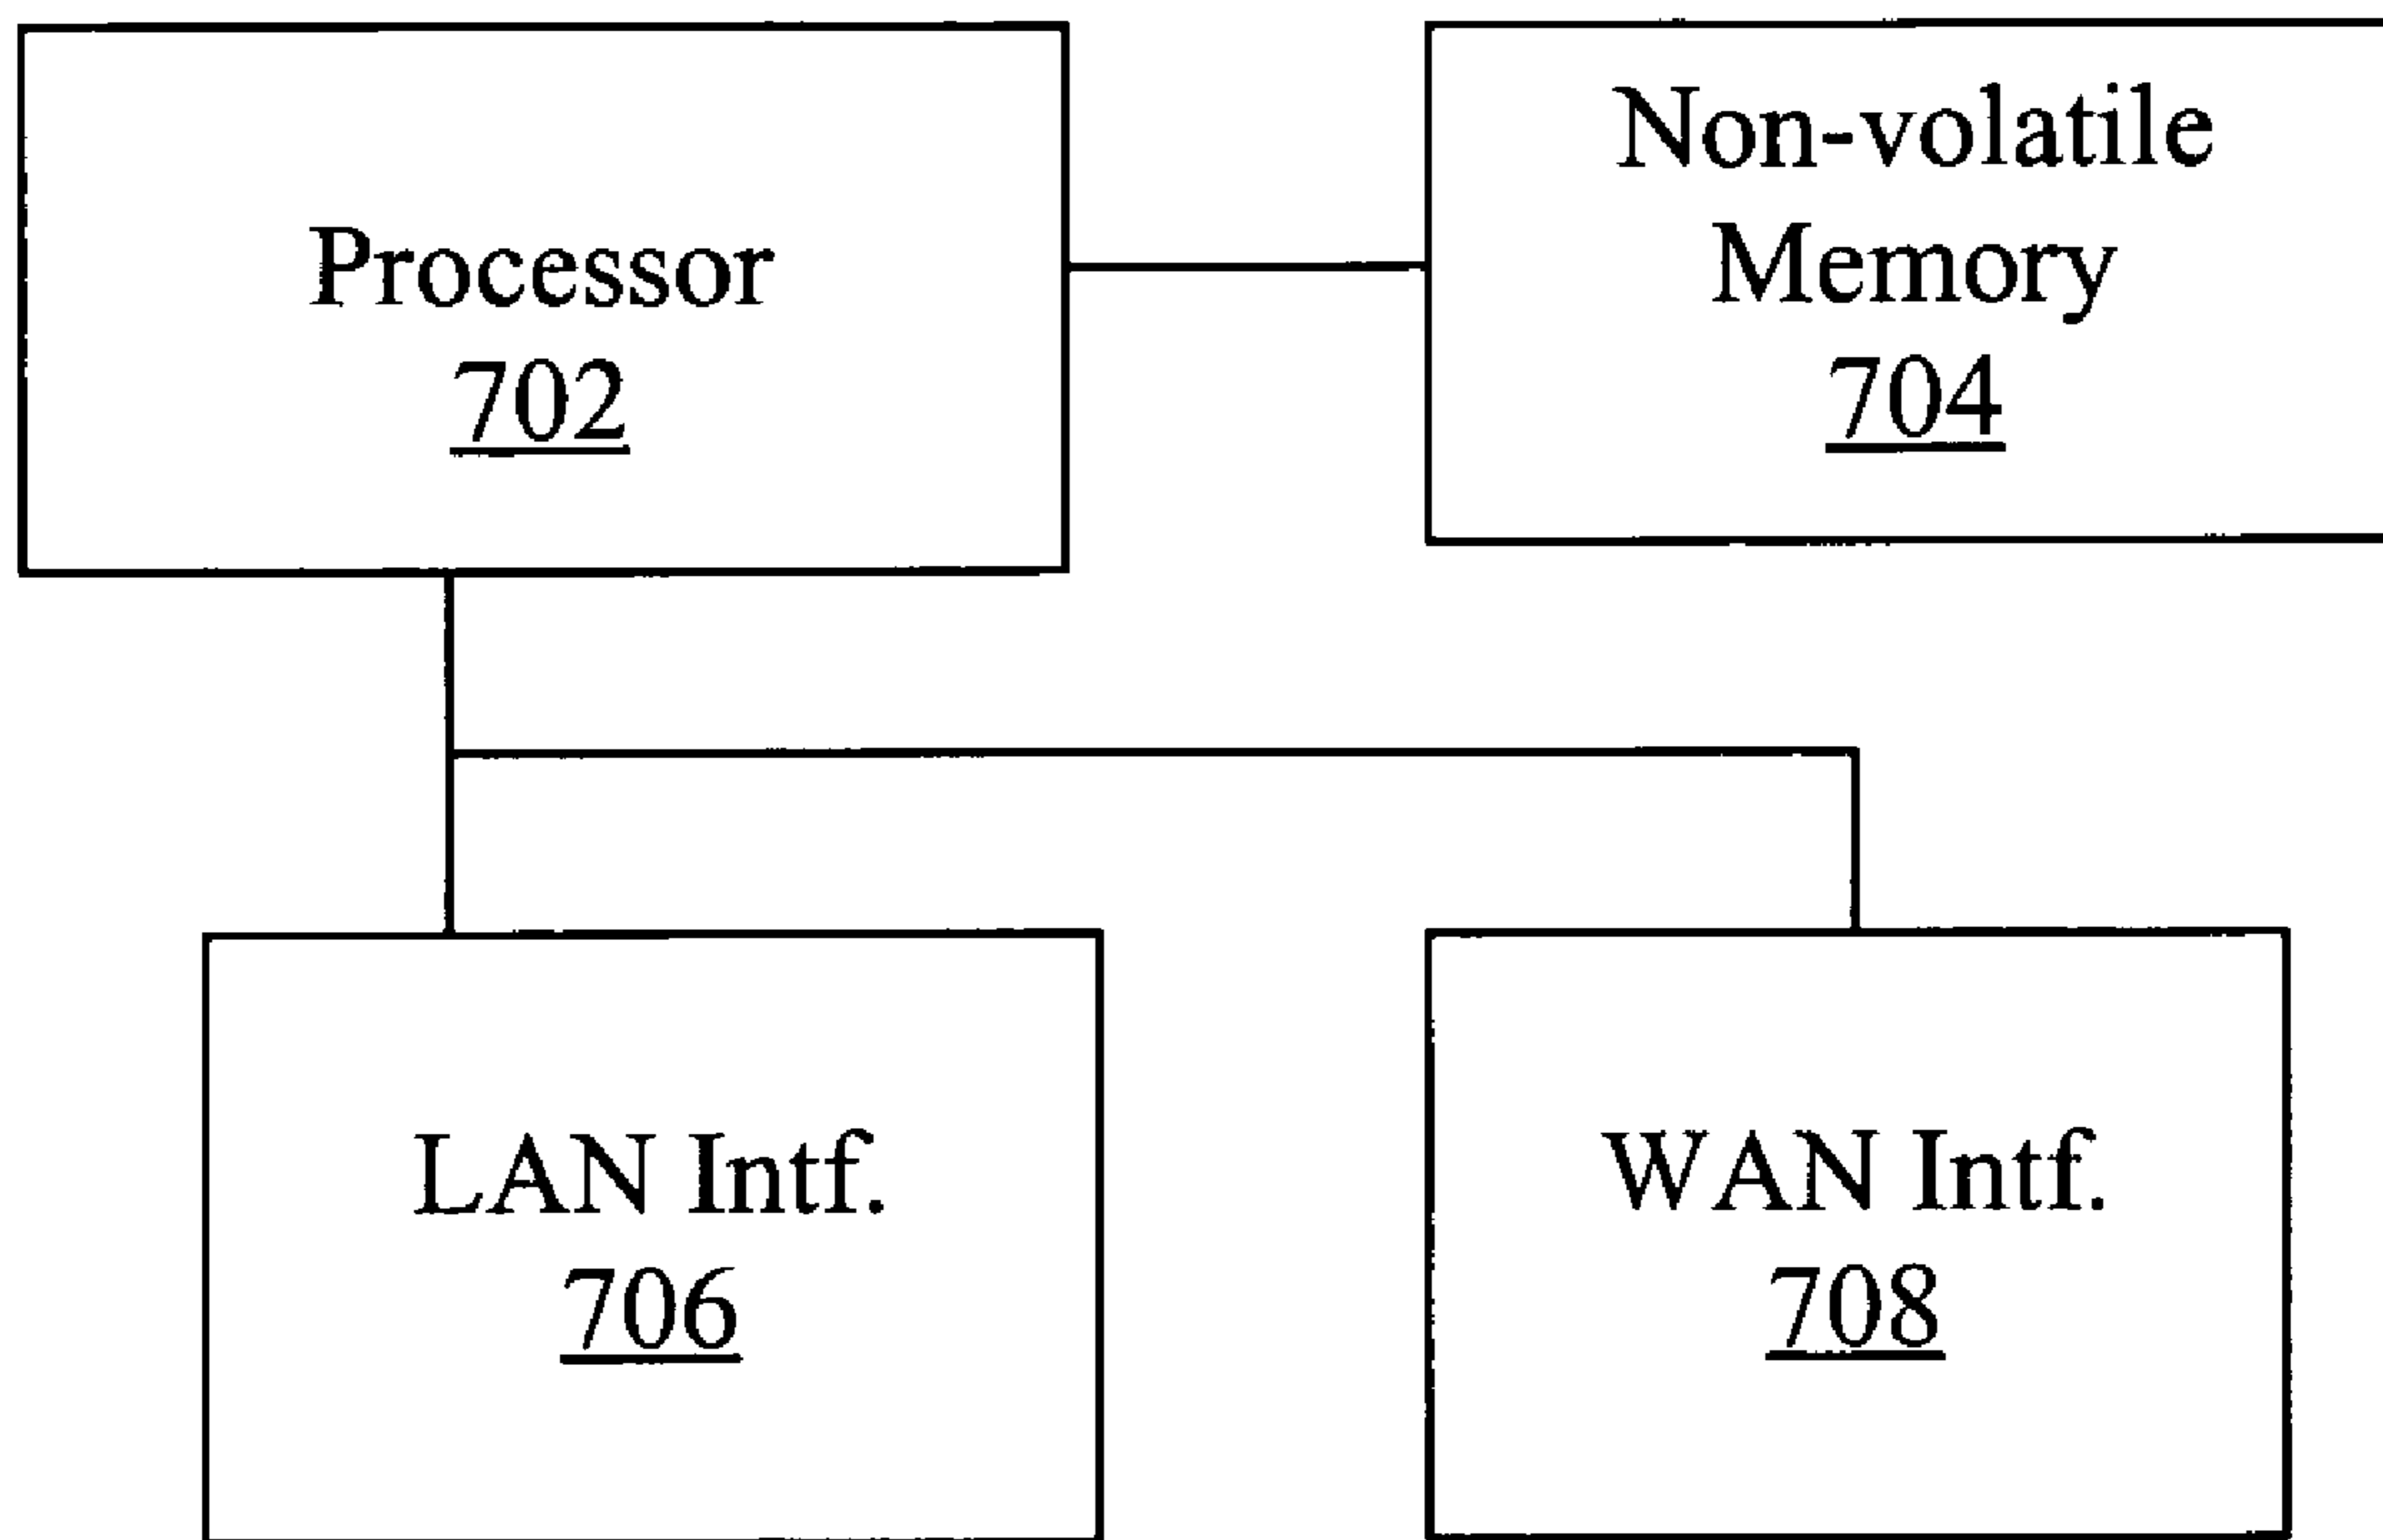 Processor
702
Non-volatile
Memory
704
LAN Intf.
706
WAN Intf.
708